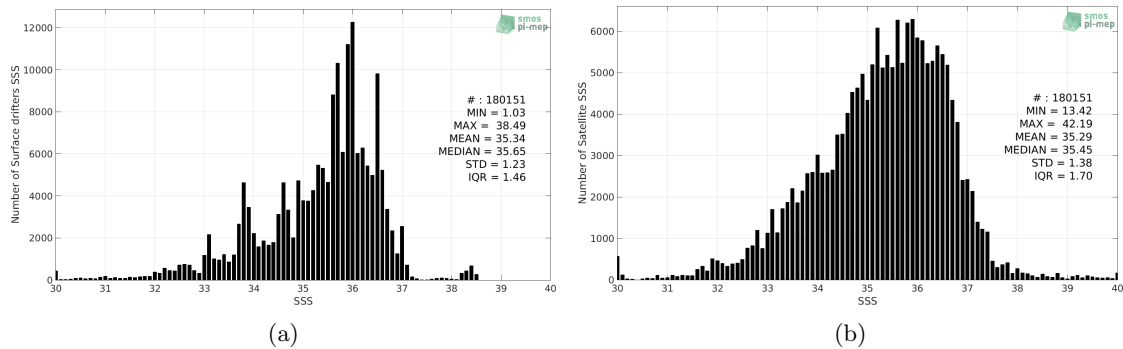 smos
pi-mep
Number of Surface drifters SSS
12000
10000
8000
6000
4000
2000
0
# : 180151
MIN = 1.03
MAX = 38.49
MEAN = 35.34
MEDIAN = 35.65
STD = 1.23
IQR = 1.46
30 31 32 33 34 35 36 37 38 39 40
SSS
(a)
smos
pi-mep
Number of Satellite SSS
6000
5000
4000
3000
2000
1000
0
# : 180151
MIN = 13.42
MAX = 42.19
MEAN = 35.29
MEDIAN = 35.45
STD = 1.38
IQR = 1.70
30 31 32 33 34 35 36 37 38 39 40
SSS
(b)